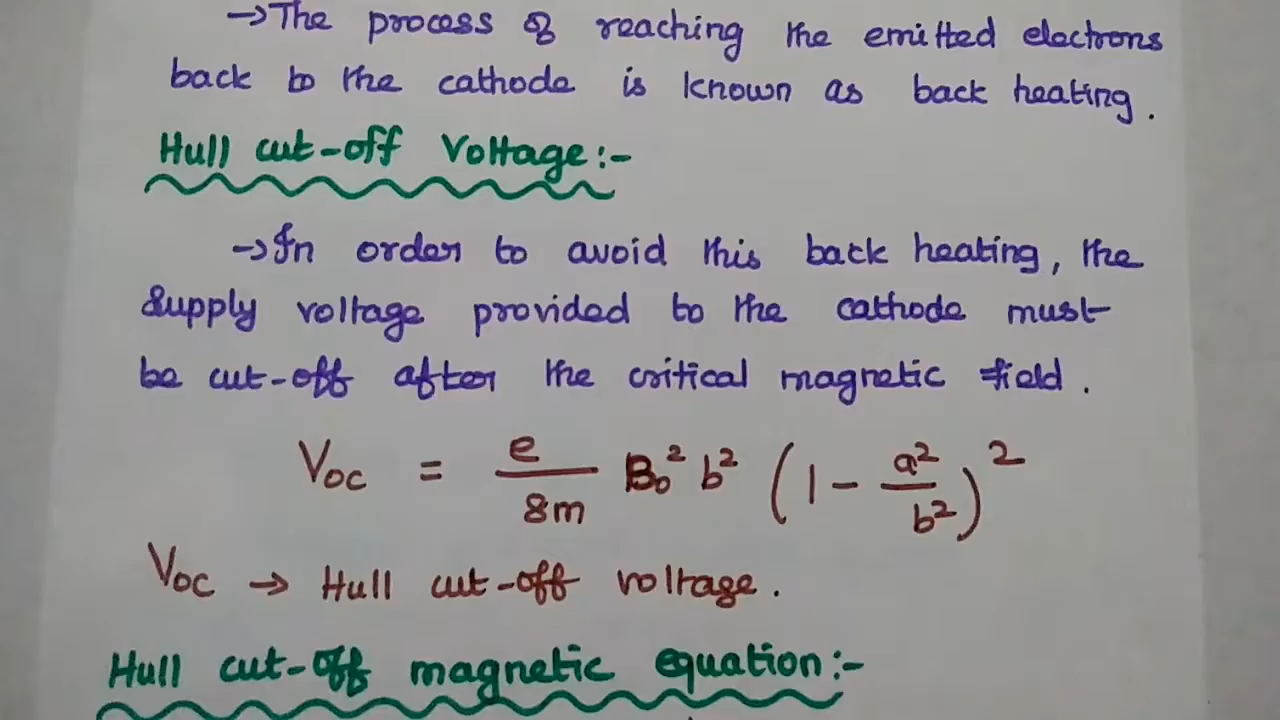 →The process of reaching the emitted electrons
back to the cathode is known as back heating.
Hull cut-off Voltage:-
→In order to avoid this back heating, the
supply voltage provided to the cathode must
be cut-off after the critical magnetic field.
V_OC = e/8m B_0² b² (1 - a²/b²)²
V_OC → Hull cut-off voltage.
Hull cut-off magnetic equation:-